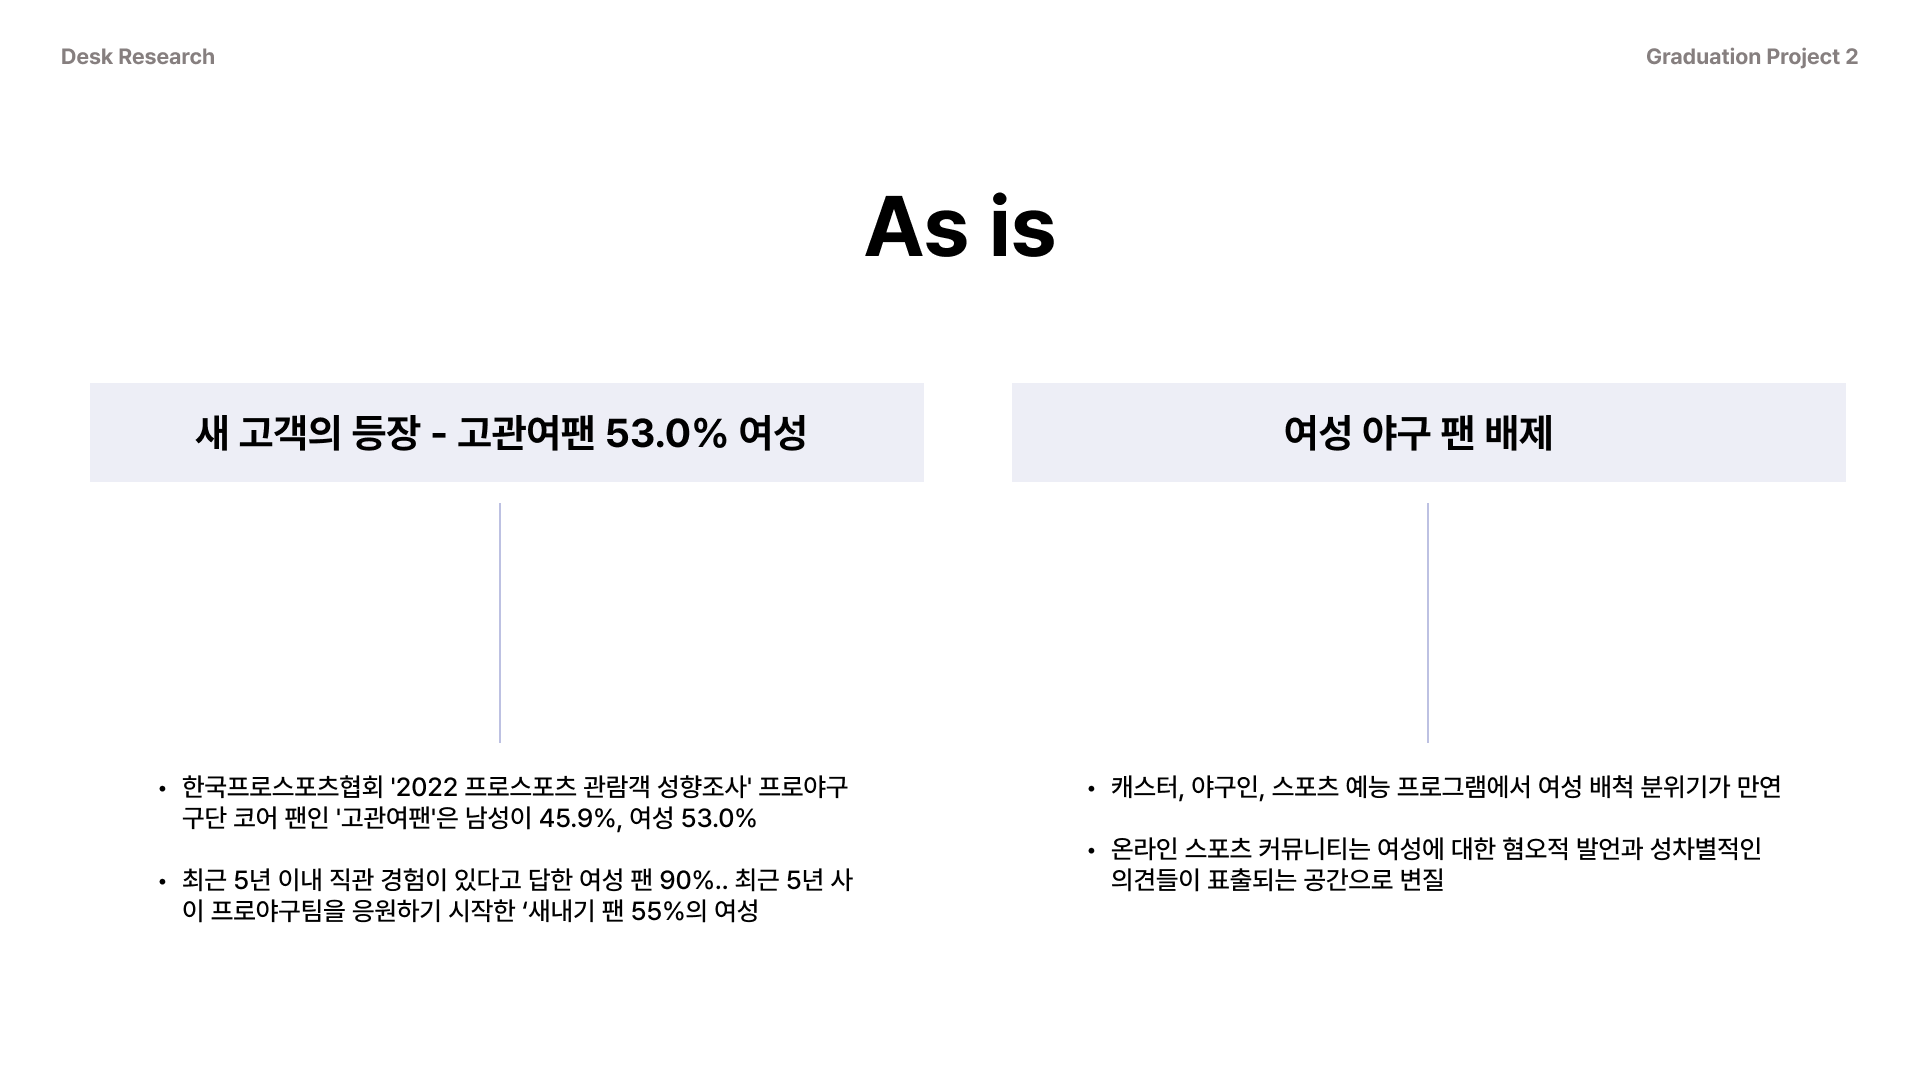 Desk Research
Graduation Project 2
As is
새 고객의 등장 - 고관여팬 53.0% 여성
• 한국프로스포츠협회 '2022 프로스포츠 관람객 성향조사' 프로야구
구단 코어 팬인 '고관여팬'은 남성이 45.9%, 여성 53.0%
• 최근 5년 이내 직관 경험이 있다고 답한 여성 팬 90%.. 최근 5년 사
이 프로야구팀을 응원하기 시작한 ‘새내기 팬 55%의 여성
여성 야구 팬 배제
• 캐스터, 야구인, 스포츠 예능 프로그램에서 여성 배척 분위기가 만연
• 온라인 스포츠 커뮤니티는 여성에 대한 혐오적 발언과 성차별적인
의견들이 표출되는 공간으로 변질